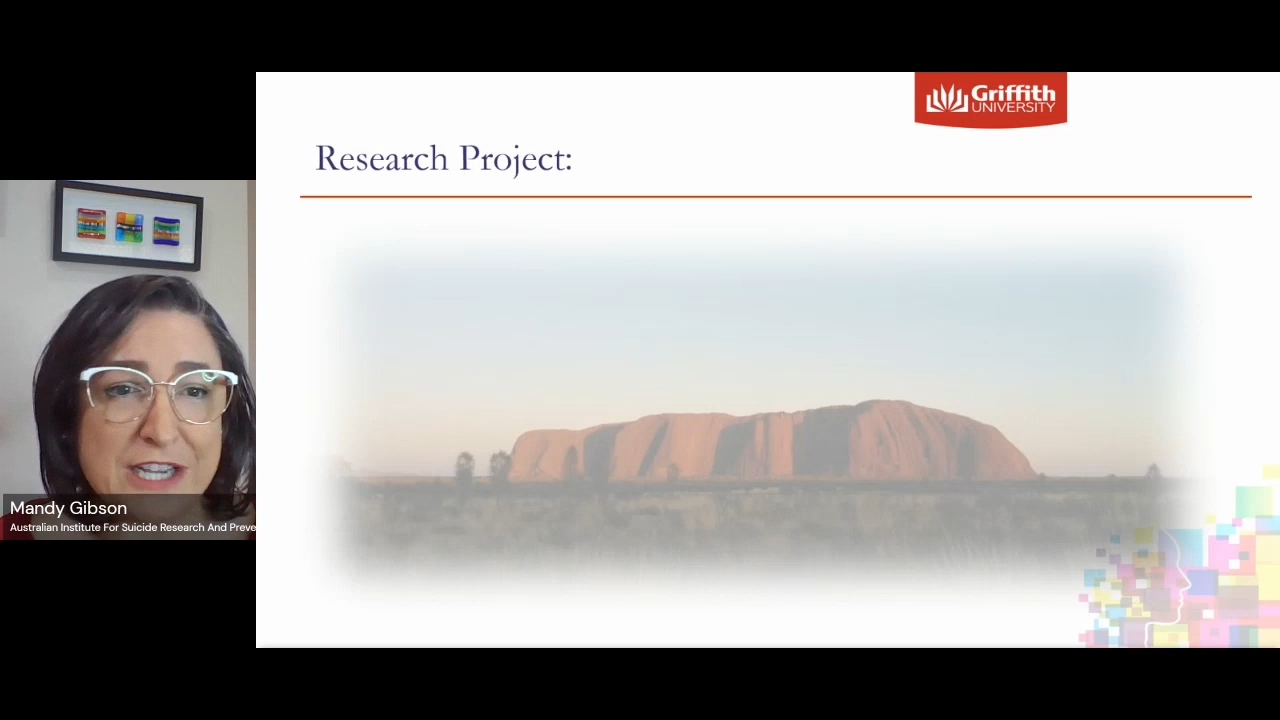 Griffith
UNIVERSITY
Research Project:
Mandy Gibson
Australian Institute For Suicide Research And Preve